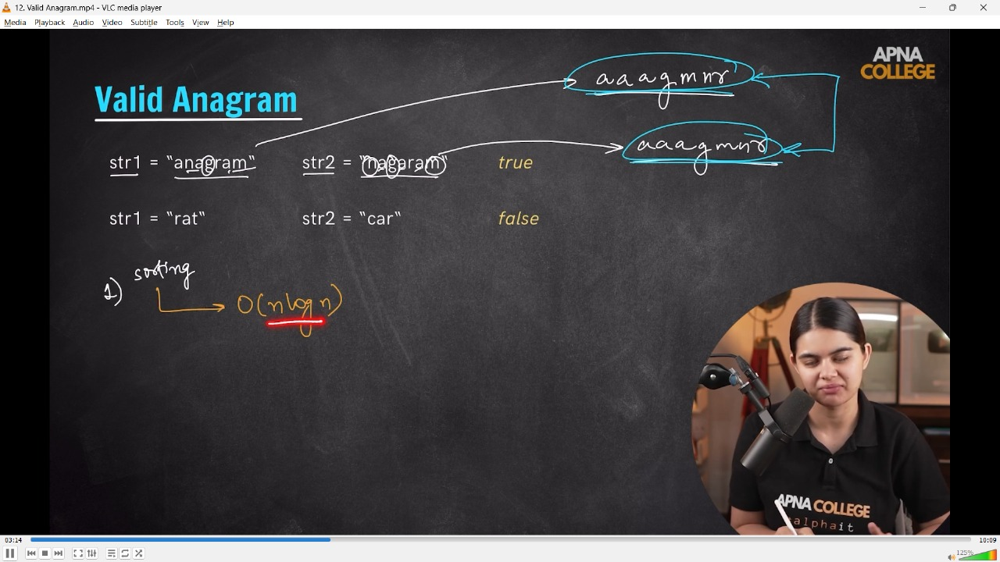 12. Valid Anagram.mp4 - VLC media player
Media Playback Audio Video Subtitle Tools View Help
APNA
COLLEGE
a a a g m n r
Valid Anagram
a a a g m n r
str1 = "anagram" str2 = "nagaram" true
str1 = "rat" str2 = "car" false
1) sorting
O(n log n)
APNA COLLEGE
alphait
03:14 10:09
125%